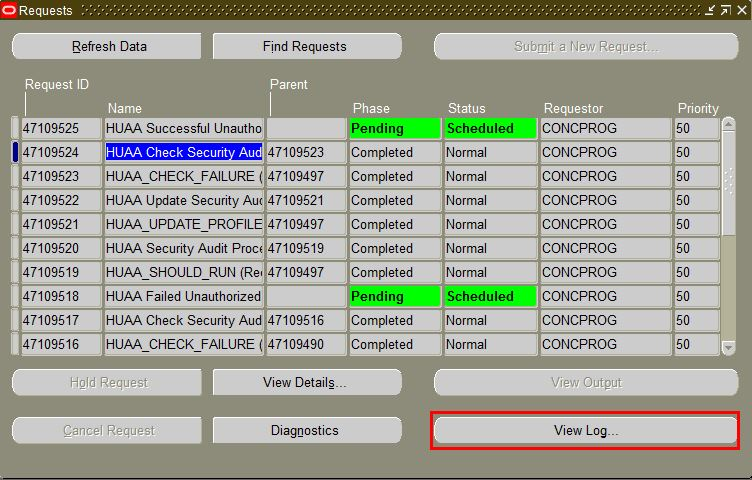 Requests
Refresh Data Find Requests Submit a New Request...
Request ID Parent
Name Phase Status Requestor Priority
47109525 HUAA Successful Unautho Pending Scheduled CONCPROG 50
47109524 HUAA Check Security Aud 47109523 Completed Normal CONCPROG 50
47109523 HUAA_CHECK_FAILURE ( 47109497 Completed Normal CONCPROG 50
47109522 HUAA Update Security Au 47109521 Completed Normal CONCPROG 50
47109521 HUAA_UPDATE_PROFILE 47109497 Completed Normal CONCPROG 50
47109520 HUAA Security Audit Proce 47109519 Completed Normal CONCPROG 50
47109519 HUAA_SHOULD_RUN (Re 47109497 Completed Normal CONCPROG 50
47109518 HUAA Failed Unauthorized Pending Scheduled CONCPROG 50
47109517 HUAA Check Security Aud 47109516 Completed Normal CONCPROG 50
47109516 HUAA_CHECK_FAILURE ( 47109490 Completed Normal CONCPROG 50
Hold Request View Details... View Output
Cancel Request Diagnostics View Log...